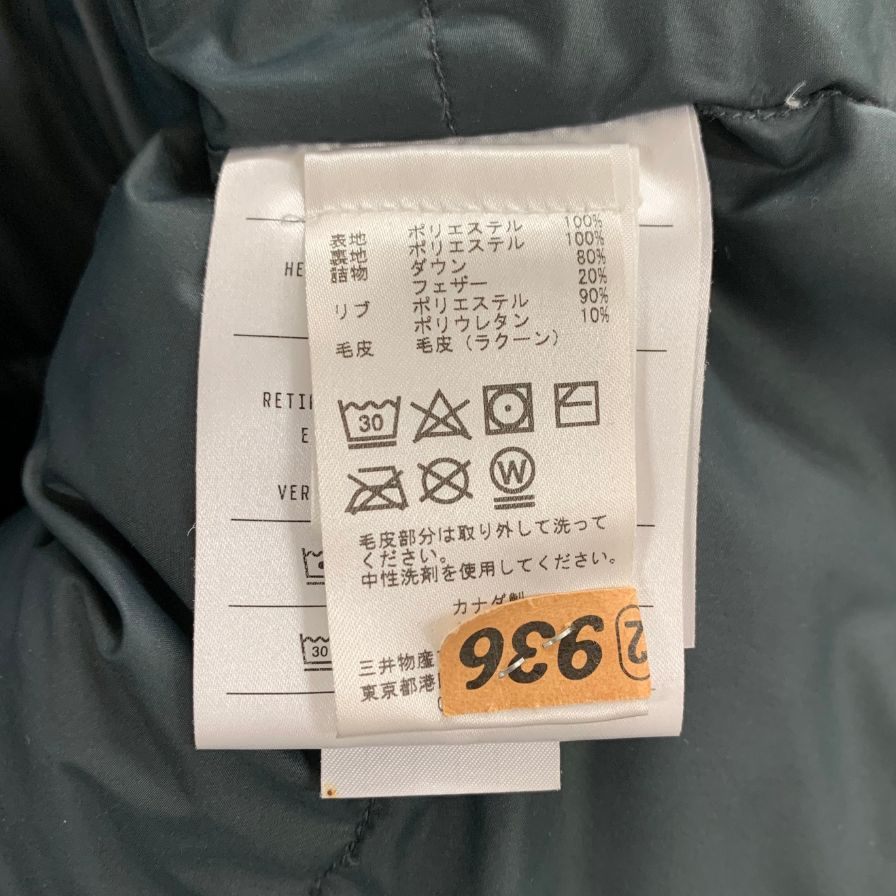 表地 ポリエステル 100%
裏地 ポリエステル 100%
詰物 ダウン 80%
フェザー 20%
リブ ポリエステル 90%
ポリウレタン 10%
毛皮 毛皮(ラクーン)
30
W
毛皮部分は取り外して洗って
ください。
中性洗剤を使用してください。
カナダ製
三井物産
東京都港
2 936
HE
RETI
E
VER
30